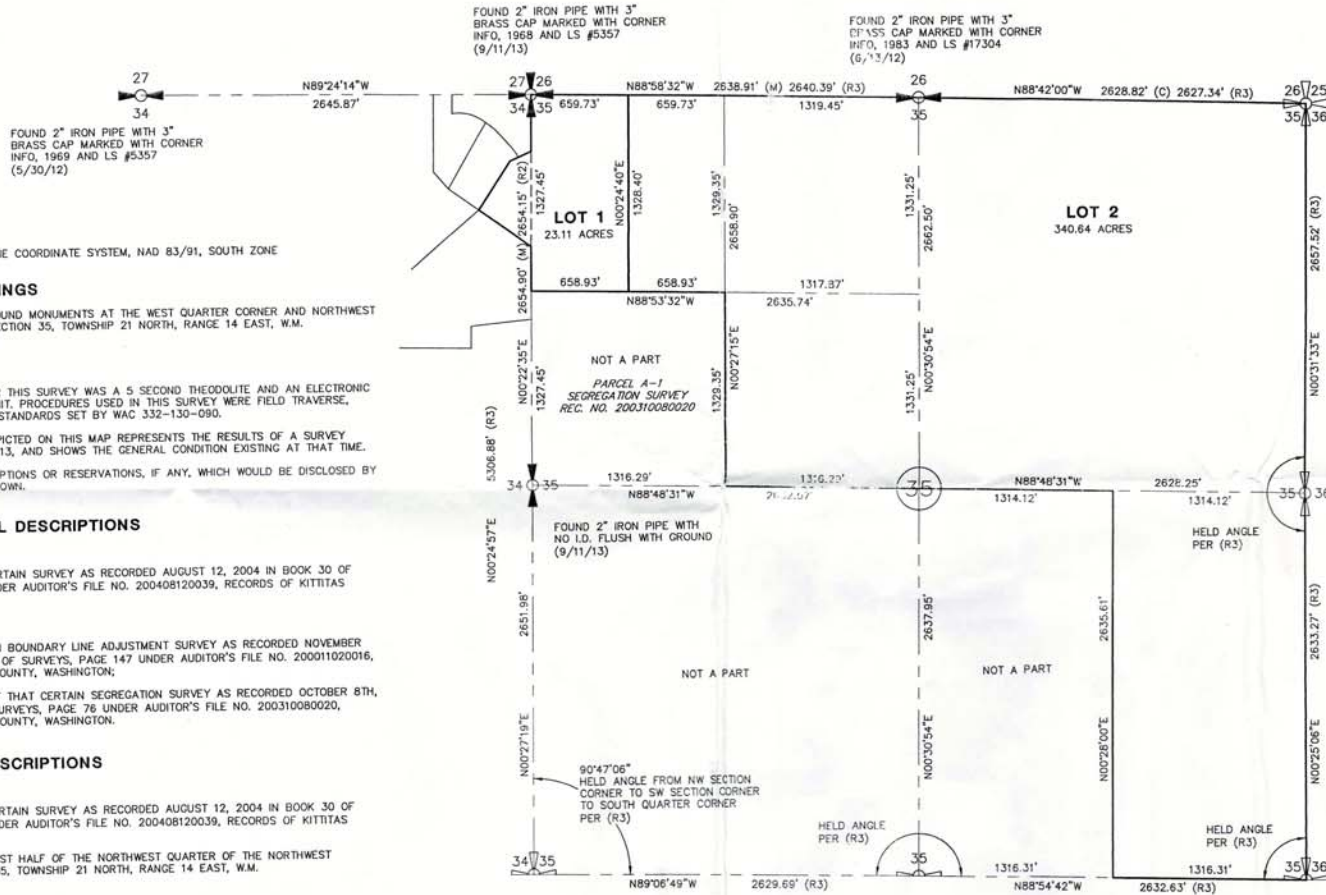 FOUND 2" IRON PIPE WITH 3"
BRASS CAP MARKED WITH CORNER
INFO, 1968 AND LS #5357
(9/11/13)
FOUND 2" IRON PIPE WITH 3"
BRASS CAP MARKED WITH CORNER
INFO, 1983 AND LS #17304
27
34
N89°24'14"W
2645.87'
27 26
34 35
N88°58'32"W 2638.91' (M) 2640.39' (R3)
659.73' 659.73' 1319.45'
26
35
N88°42'00"W 2628.82' (C) 2627.34' (R3)
26 25
35 36
FOUND 2" IRON PIPE WITH 3"
BRASS CAP MARKED WITH CORNER
INFO, 1969 AND LS #5357
(5/30/12)
2654.90' (M) 2654.15' (R2)
1327.45'
LOT 1
23.11 ACRES
N00°24'40"E
1328.40'
1329.35'
2658.90'
1331.25'
2662.50'
LOT 2
340.64 ACRES
2657.52' (R3)
IE COORDINATE SYSTEM, NAD 83/91, SOUTH ZONE
658.93' 658.93' 1317.87'
N88°53'32"W 2635.74'
INGS
OUND MONUMENTS AT THE WEST QUARTER CORNER AND NORTHWEST
ECTION 35, TOWNSHIP 21 NORTH, RANGE 14 EAST, W.M.
N00°22'35"E
1327.45'
NOT A PART
PARCEL A-1
SEGREGATION SURVEY
REC. NO. 200310080020
1329.35'
N00°27'15"E
1331.25'
N00°30'54"E
N00°31'33"E
THIS SURVEY WAS A 5 SECOND THEODOLITE AND AN ELECTRONIC
IT. PROCEDURES USED IN THIS SURVEY WERE FIELD TRAVERSE,
STANDARDS SET BY WAC 332-130-090.
PICTED ON THIS MAP REPRESENTS THE RESULTS OF A SURVEY
13, AND SHOWS THE GENERAL CONDITION EXISTING AT THAT TIME.
PTIONS OR RESERVATIONS, IF ANY, WHICH WOULD BE DISCLOSED BY
OWN.
5306.88' (R3)
34 35
1316.29'
N88°48'31"W
35
N88°48'31"W 2628.25'
1314.12' 1314.12'
35 36
HELD ANGLE
PER (R3)
FOUND 2" IRON PIPE WITH
NO I.D. FLUSH WITH GROUND
(9/11/13)
L DESCRIPTIONS
RTAIN SURVEY AS RECORDED AUGUST 12, 2004 IN BOOK 30 OF
DER AUDITOR'S FILE NO. 200408120039, RECORDS OF KITTITAS
N00°24'57"E
2651.98'
2637.95'
2635.61'
2633.27' (R3)
N BOUNDARY LINE ADJUSTMENT SURVEY AS RECORDED NOVEMBER
OF SURVEYS, PAGE 147 UNDER AUDITOR'S FILE NO. 200011020016,
OUNTY, WASHINGTON;
THAT CERTAIN SEGREGATION SURVEY AS RECORDED OCTOBER 8TH,
URVEYS, PAGE 76 UNDER AUDITOR'S FILE NO. 200310080020,
OUNTY, WASHINGTON.
NOT A PART
NOT A PART
N00°27'19"E
N00°30'54"E
N00°28'00"E
N00°25'06"E
SCRIPTIONS
90°47'06"
HELD ANGLE FROM NW SECTION
CORNER TO SW SECTION CORNER
TO SOUTH QUARTER CORNER
PER (R3)
RTAIN SURVEY AS RECORDED AUGUST 12, 2004 IN BOOK 30 OF
DER AUDITOR'S FILE NO. 200408120039, RECORDS OF KITTITAS
HELD ANGLE
PER (R3)
HELD ANGLE
PER (R3)
ST HALF OF THE NORTHWEST QUARTER OF THE NORTHWEST
5, TOWNSHIP 21 NORTH, RANGE 14 EAST, W.M.
34 35
N89°06'49"W 2629.69' (R3)
35
1316.31' 1316.31'
N88°54'42"W 2632.63' (R3)
35 36